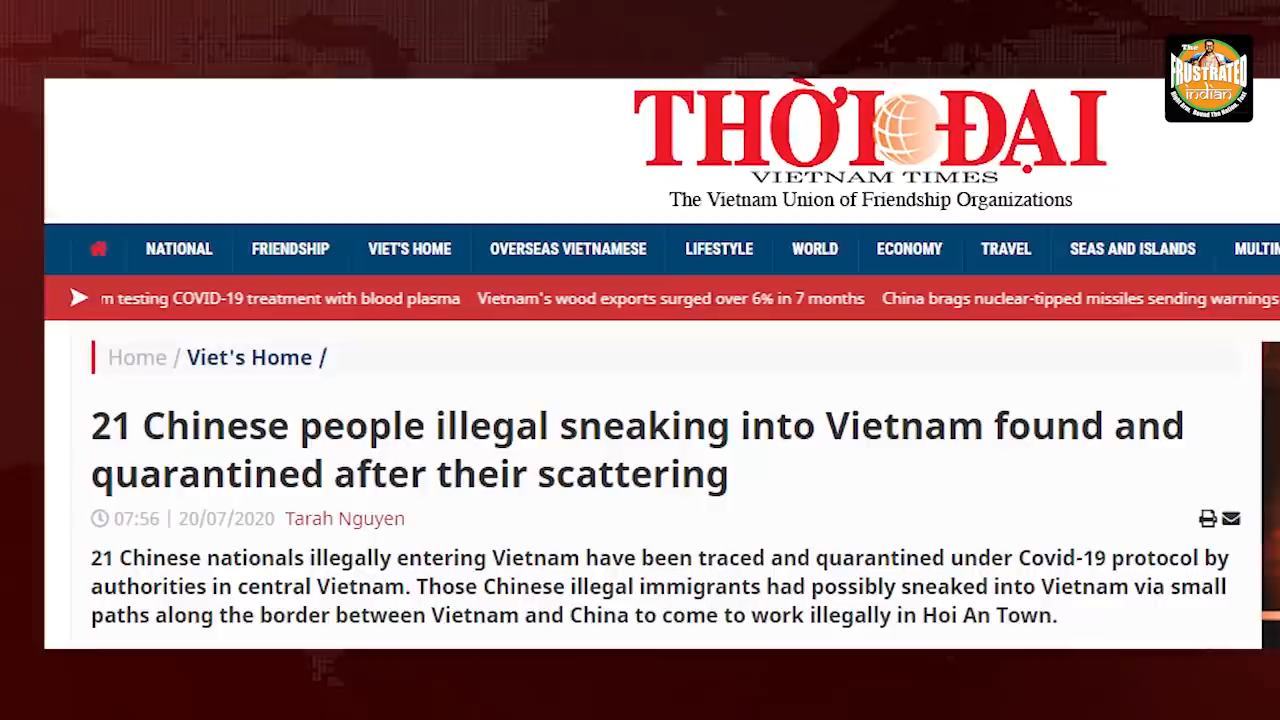 The
FRUSTRATED
indian
THỜI ĐẠI
VIETNAM TIMES
The Vietnam Union of Friendship Organizations
NATIONAL FRIENDSHIP VIET'S HOME OVERSEAS VIETNAMESE LIFESTYLE WORLD ECONOMY TRAVEL SEAS AND ISLANDS MULTIM
m testing COVID-19 treatment with blood plasma Vietnam's wood exports surged over 6% in 7 months China brags nuclear-tipped missiles sending warnings
Home / Viet's Home /
21 Chinese people illegal sneaking into Vietnam found and
quarantined after their scattering
07:56 | 20/07/2020 Tarah Nguyen
21 Chinese nationals illegally entering Vietnam have been traced and quarantined under Covid-19 protocol by
authorities in central Vietnam. Those Chinese illegal immigrants had possibly sneaked into Vietnam via small
paths along the border between Vietnam and China to come to work illegally in Hoi An Town.